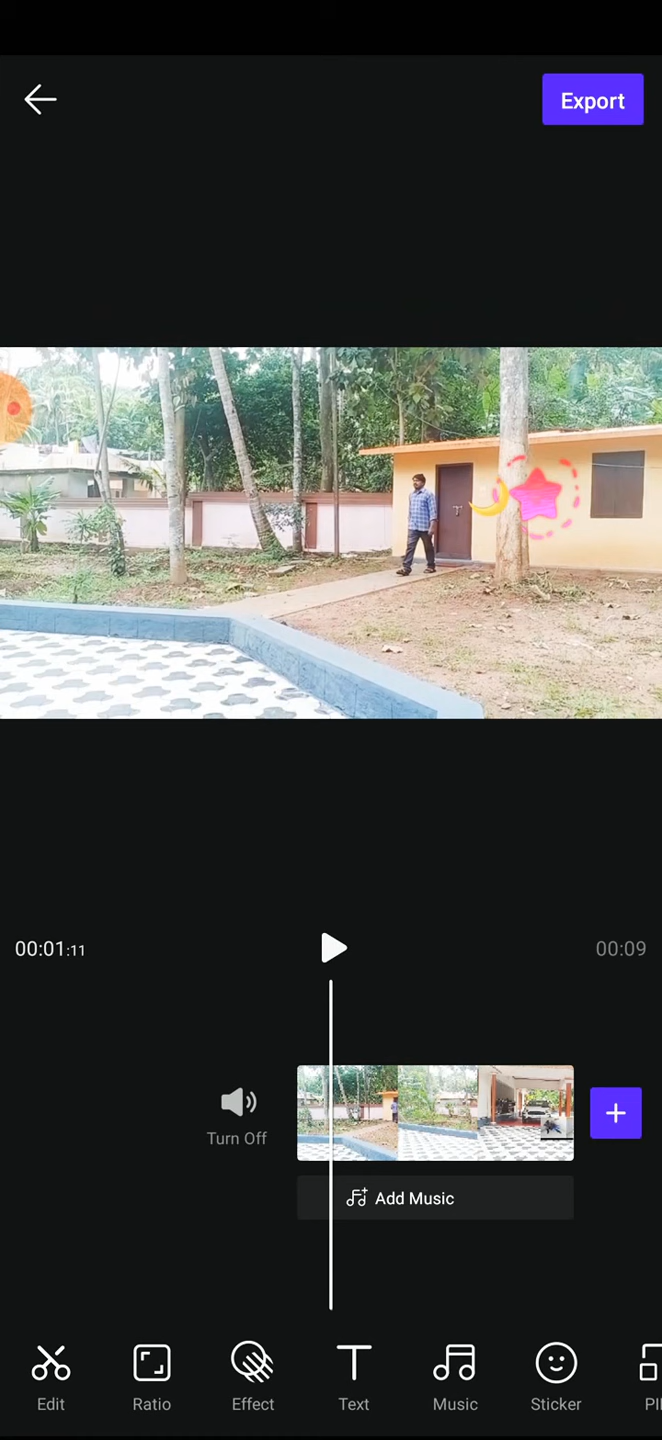 Export
00:01:11
00:09
Turn Off
Add Music
Edit
Ratio
Effect
Text
Music
Sticker